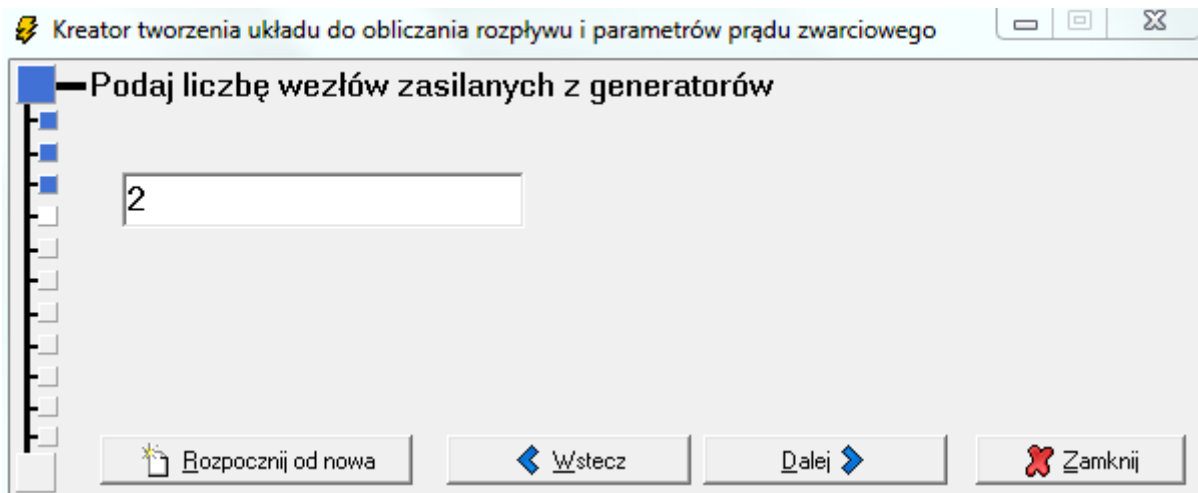 Kreator tworzenia układu do obliczania rozpływu i parametrów prądu zwarciowego
Podaj liczbę wezłów zasilanych z generatorów
2
Rozpocznij od nowa
Wstecz
Dalej
Zamknij